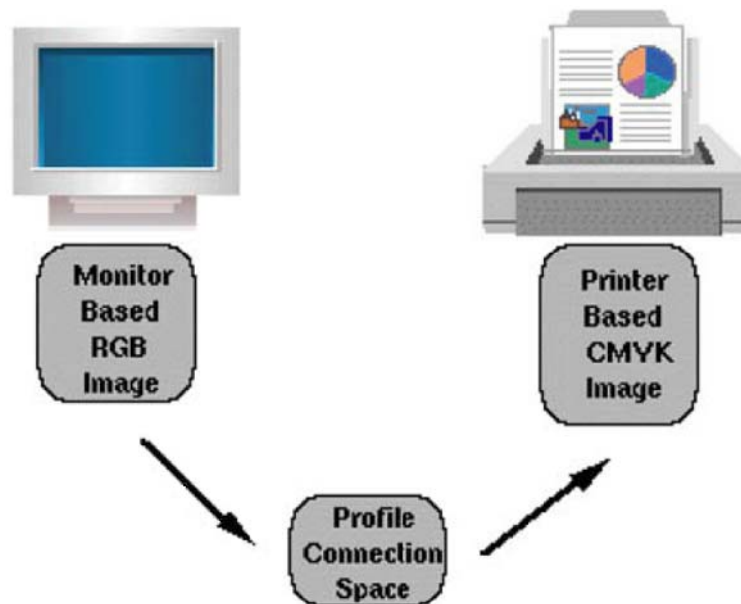 Monitor
Based
RGB
Image
Printer
Based
CMYK
Image
Profile
Connection
Space